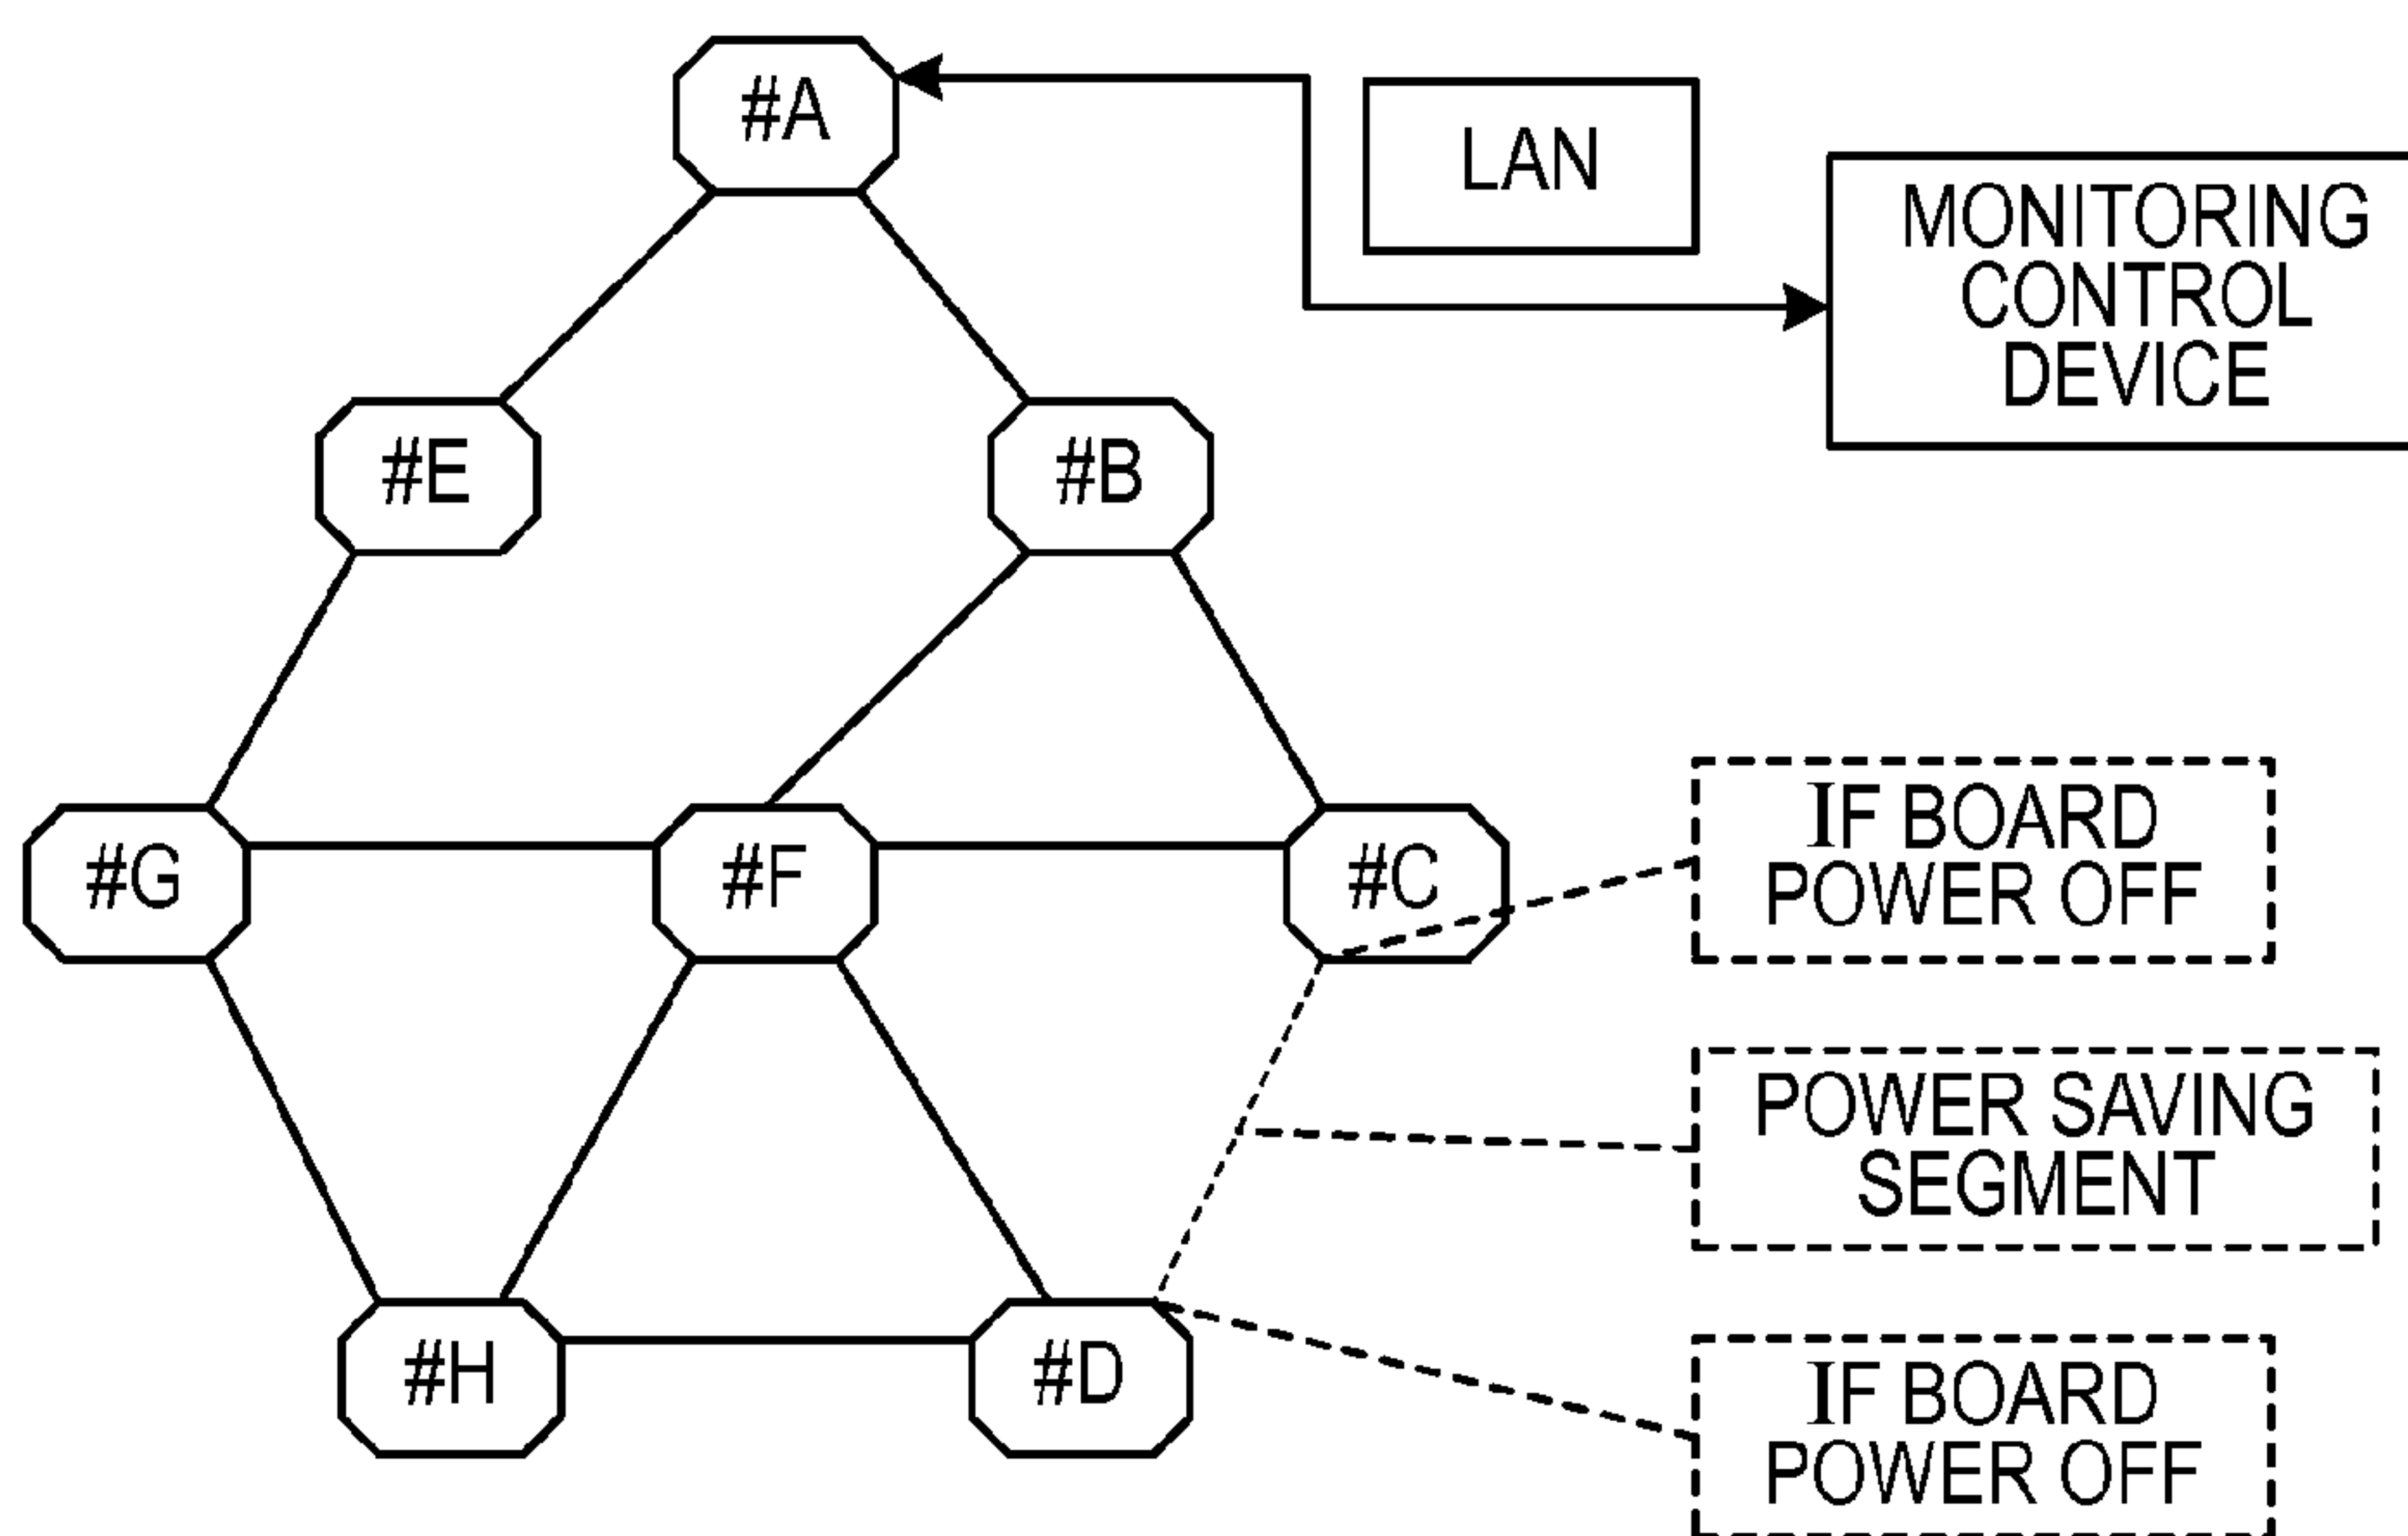 #A
LAN
MONITORING
CONTROL
DEVICE
#E
#B
#G
#F
#C
IF BOARD
POWER OFF
POWER SAVING
SEGMENT
#H
#D
IF BOARD
POWER OFF